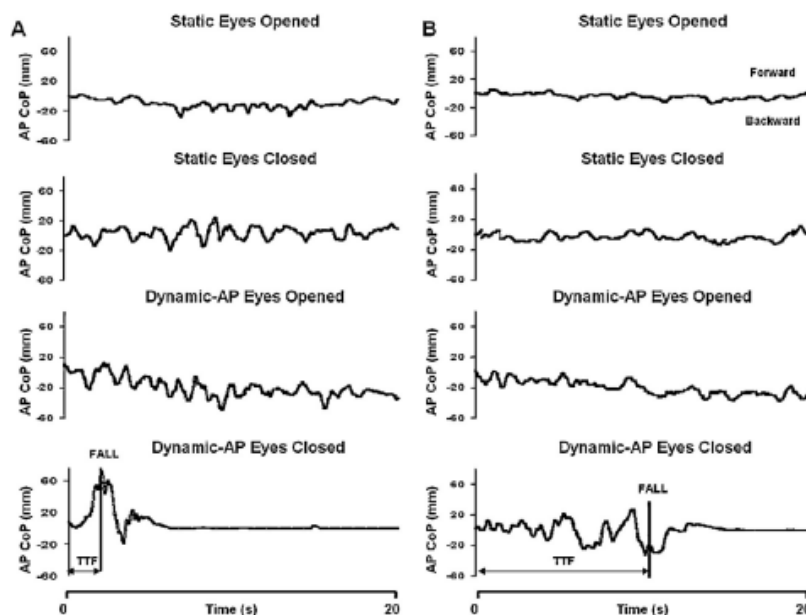 A
Static Eyes Opened
AP CoP (mm)
60
20
-20
-60
Static Eyes Closed
AP CoP (mm)
60
20
-20
-60
Dynamic-AP Eyes Opened
AP CoP (mm)
60
20
-20
-60
Dynamic-AP Eyes Closed
AP CoP (mm)
60
20
-20
-60
FALL
TTF
0
Time (s)
20
B
Static Eyes Opened
AP CoP (mm)
60
20
-20
-60
Forward
Backward
Static Eyes Closed
AP CoP (mm)
60
20
-20
-60
Dynamic-AP Eyes Opened
AP CoP (mm)
60
20
-20
-60
Dynamic-AP Eyes Closed
AP CoP (mm)
60
20
-20
-60
FALL
TTF
0
Time (s)
20